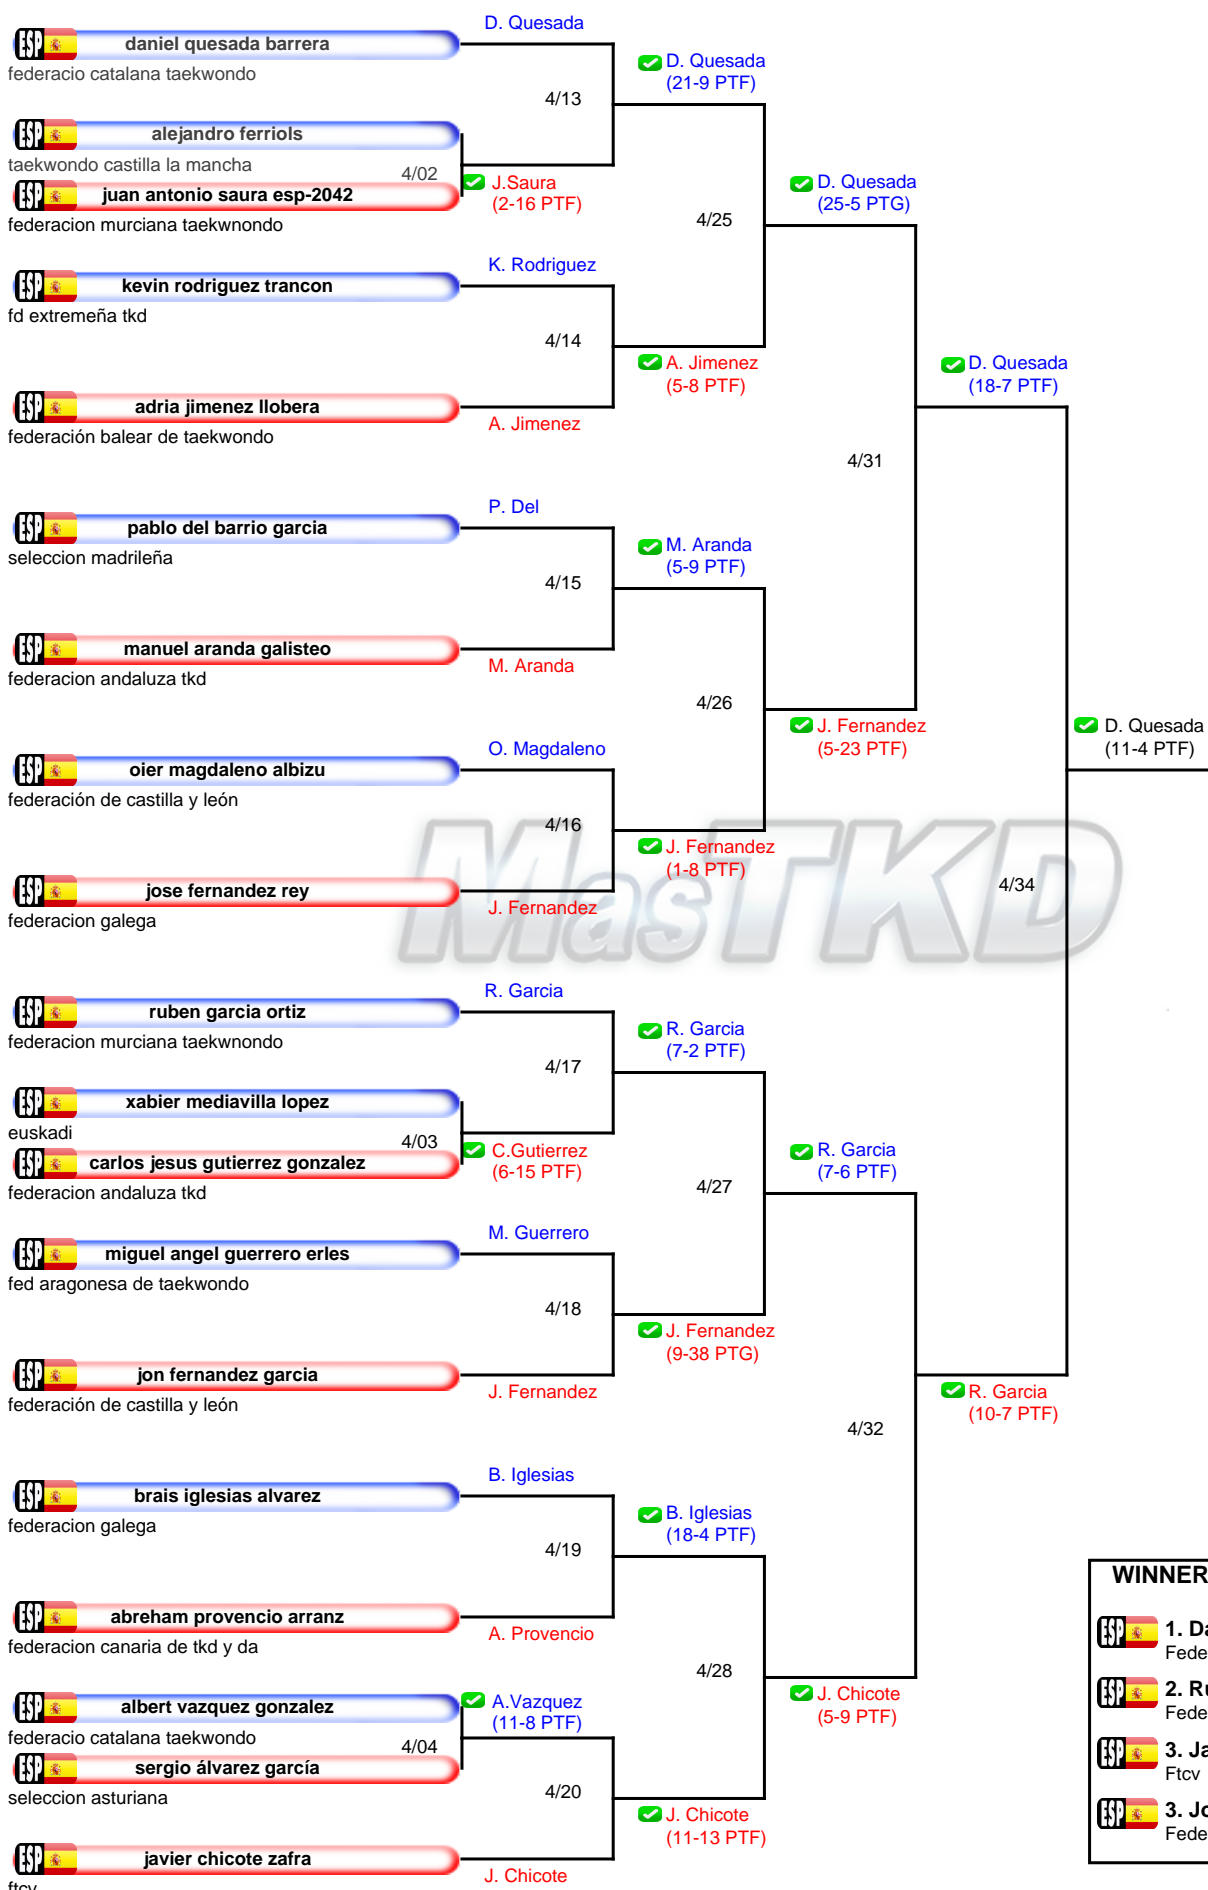 D. Quesada
ESP daniel quesada barrera
federacio catalana taekwondo
D. Quesada
(21-9 PTF)
4/13
ESP alejandro ferriols
taekwondo castilla la mancha
4/02
J.Saura
(2-16 PTF)
ESP juan antonio saura esp-2042
federacion murciana taekwnondo
D. Quesada
(25-5 PTG)
4/25
K. Rodriguez
ESP kevin rodriguez trancon
fd extremeña tkd
4/14
A. Jimenez
(5-8 PTF)
D. Quesada
(18-7 PTF)
ESP adria jimenez llobera
A. Jimenez
federación balear de taekwondo
4/31
P. Del
ESP pablo del barrio garcia
seleccion madrileña
M. Aranda
(5-9 PTF)
4/15
ESP manuel aranda galisteo
M. Aranda
federacion andaluza tkd
4/26
J. Fernandez
(5-23 PTF)
D. Quesada
(11-4 PTF)
O. Magdaleno
ESP oier magdaleno albizu
federación de castilla y león
4/16
J. Fernandez
(1-8 PTF)
MasTKD
4/34
ESP jose fernandez rey
J. Fernandez
federacion galega
R. Garcia
ESP ruben garcia ortiz
federacion murciana taekwnondo
R. Garcia
(7-2 PTF)
4/17
ESP xabier mediavilla lopez
euskadi
4/03
C.Gutierrez
(6-15 PTF)
ESP carlos jesus gutierrez gonzalez
federacion andaluza tkd
R. Garcia
(7-6 PTF)
4/27
M. Guerrero
ESP miguel angel guerrero erles
fed aragonesa de taekwondo
4/18
J. Fernandez
(9-38 PTG)
ESP jon fernandez garcia
J. Fernandez
federación de castilla y león
R. Garcia
(10-7 PTF)
4/32
B. Iglesias
ESP brais iglesias alvarez
federacion galega
B. Iglesias
(18-4 PTF)
4/19
ESP abreham provencio arranz
A. Provencio
federacion canaria de tkd y da
4/28
ESP albert vazquez gonzalez
A.Vazquez
(11-8 PTF)
federacio catalana taekwondo
4/04
ESP sergio álvarez garcía
seleccion asturiana
J. Chicote
(5-9 PTF)
4/20
J. Chicote
(11-13 PTF)
ESP javier chicote zafra
J. Chicote
ftcv
WINNER
ESP 1. Da
Fede
ESP 2. Ru
Fede
ESP 3. Ja
Ftcv
ESP 3. Jo
Fede